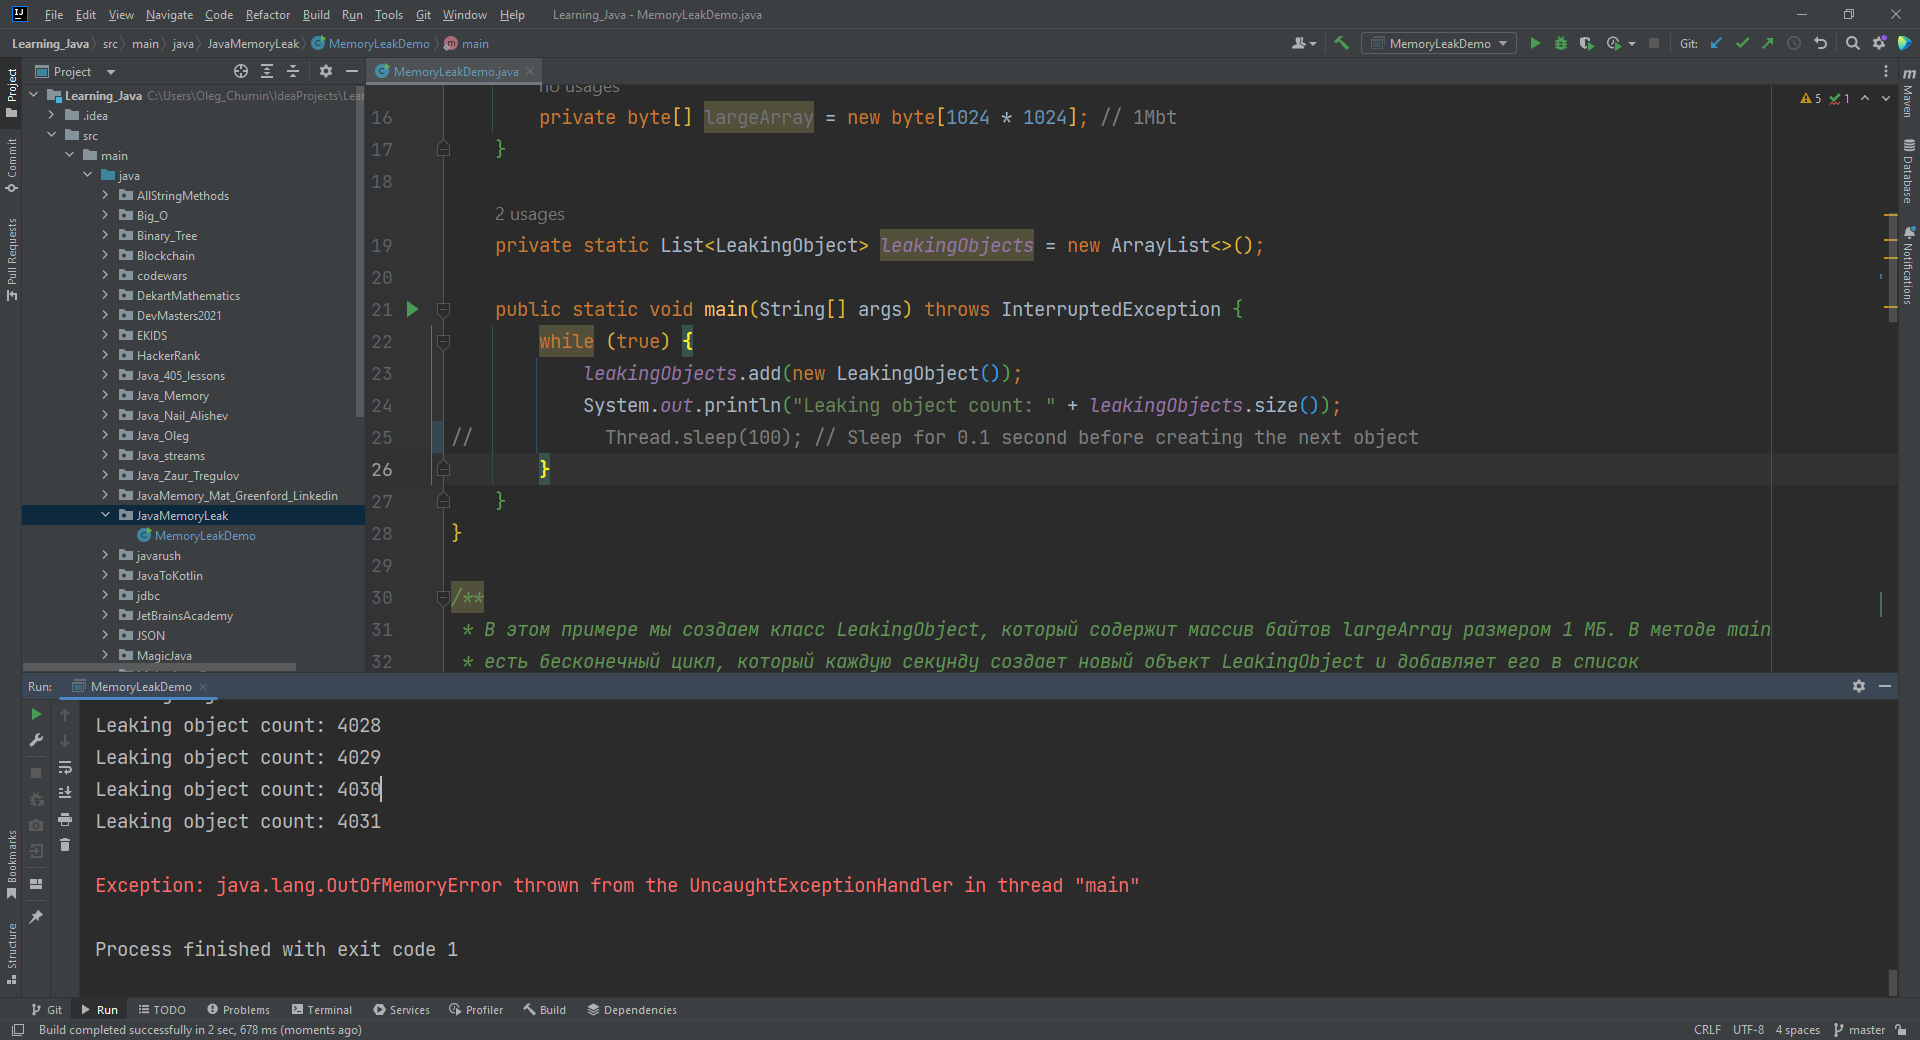 File Edit View Navigate Code Refactor Build Run Tools Git Window Help Learning_Java - MemoryLeakDemo.java
Learning_Java src main java JavaMemoryLeak MemoryLeakDemo main
MemoryLeakDemo
Git:
Project
MemoryLeakDemo.java
Project
Commit
Pull Requests
Bookmarks
Structure
Learning_Java C:\Users\Oleg_Chumin\IdeaProjects\Lear
.idea
src
main
java
AllStringMethods
Big_O
Binary_Tree
Blockchain
codewars
DekartMathematics
DevMasters2021
EKIDS
HackerRank
Java_405_lessons
Java_Memory
Java_Nail_Alishev
Java_Oleg
Java_streams
Java_Zaur_Tregulov
JavaMemory_Mat_Greenford_Linkedin
JavaMemoryLeak
MemoryLeakDemo
javarush
JavaToKotlin
jdbc
JetBrainsAcademy
JSON
MagicJava
no usages
5 1
16 private byte[] largeArray = new byte[1024 * 1024]; // 1Mbt
17 }
18
2 usages
19 private static List<LeakingObject> leakingObjects = new ArrayList<>();
20
21 public static void main(String[] args) throws InterruptedException {
22 while (true) {
23 leakingObjects.add(new LeakingObject());
24 System.out.println("Leaking object count: " + leakingObjects.size());
25 // Thread.sleep(100); // Sleep for 0.1 second before creating the next object
26 }
27 }
28 }
29
30 /**
31 * В этом примере мы создаем класс LeakingObject, который содержит массив байтов largeArray размером 1 МБ. В методе main
32 * есть бесконечный цикл, который каждую секунду создает новый объект LeakingObject и добавляет его в список
m Maven
Database
Notifications
Run: MemoryLeakDemo
Leaking object count: 4028
Leaking object count: 4029
Leaking object count: 4030
Leaking object count: 4031
Exception: java.lang.OutOfMemoryError thrown from the UncaughtExceptionHandler in thread "main"
Process finished with exit code 1
Git Run TODO Problems Terminal Services Profiler Build Dependencies
Build completed successfully in 2 sec, 678 ms (moments ago)
CRLF UTF-8 4 spaces master